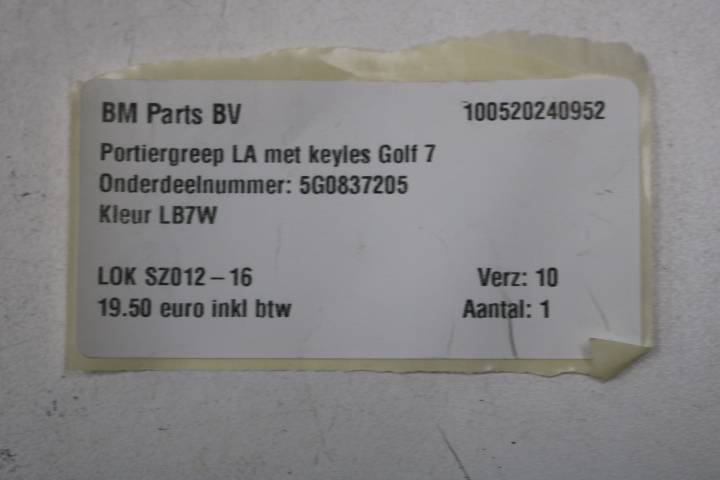 BM Parts BV 100520240952
Portiergreep LA met keyles Golf 7
Onderdeelnummer: 5G0837205
Kleur LB7W
LOK SZ012-16 Verz: 10
19.50 euro inkl btw Aantal: 1